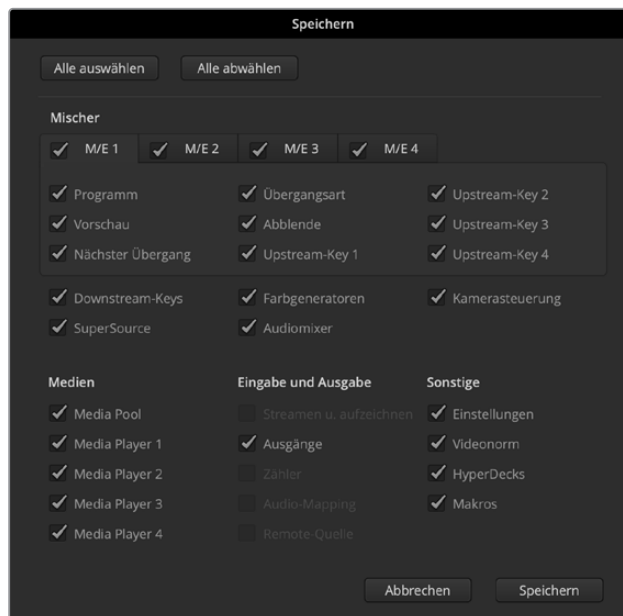 Speichern
Alle auswählen Alle abwählen
Mischer
M/E 1 M/E 2 M/E 3 M/E 4
Programm Übergangsart Upstream-Key 2
Vorschau Abblende Upstream-Key 3
Nächster Übergang Upstream-Key 1 Upstream-Key 4
Downstream-Keys Farbgeneratoren Kamerasteuerung
SuperSource Audiomixer
Medien Eingabe und Ausgabe Sonstige
Media Pool Streamen u. aufzeichnen Einstellungen
Media Player 1 Ausgänge Videonorm
Media Player 2 Zähler HyperDecks
Media Player 3 Audio-Mapping Makros
Media Player 4 Remote-Quelle
Abbrechen Speichern